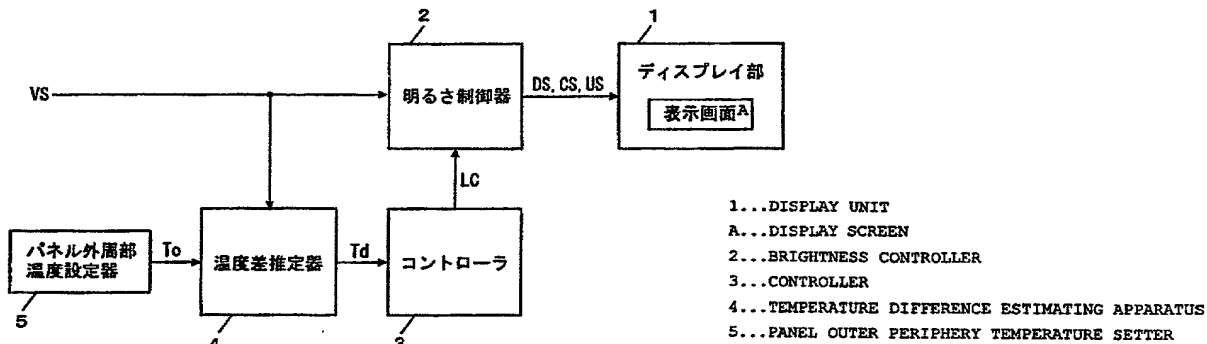 2
1
VS
明るさ制御器
DS, CS, US
ディスプレイ部
表示画面A
LC
パネル外周部
温度設定器
To
温度差推定器
Td
コントローラ
5
4
3
1...DISPLAY UNIT
A...DISPLAY SCREEN
2...BRIGHTNESS CONTROLLER
3...CONTROLLER
4...TEMPERATURE DIFFERENCE ESTIMATING APPARATUS
5...PANEL OUTER PERIPHERY TEMPERATURE SETTER